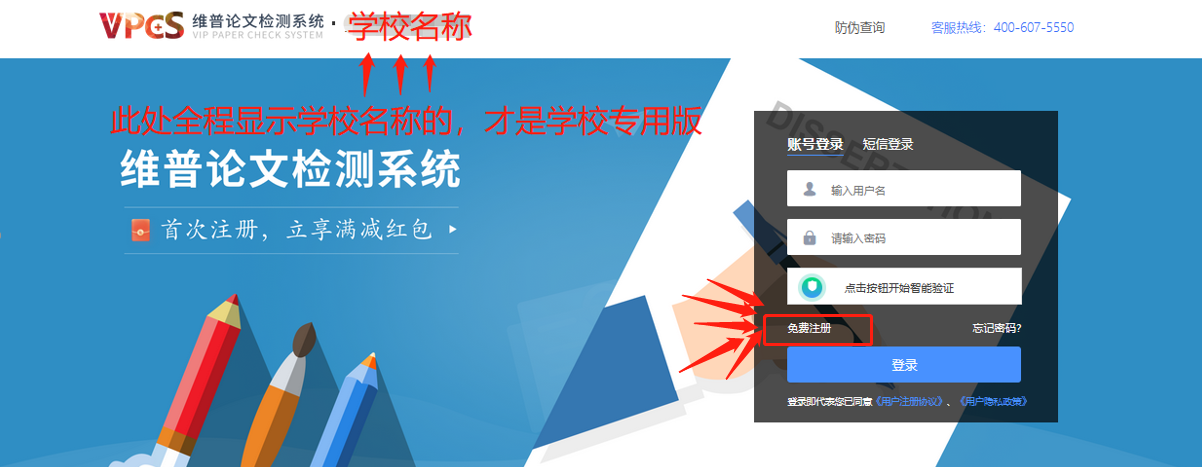 VPCS 维普论文检测系统 · 学校名称
VIP PAPER CHECK SYSTEM
防伪查询
客服热线：400-607-5550
此处全程显示学校名称的，才是学校专用版
维普论文检测系统
首次注册，立享满减红包
DISSERTATION
账号登录 短信登录
输入用户名
请输入密码
点击按钮开始智能验证
免费注册 忘记密码?
登录
登录即代表您已同意《用户注册协议》、《用户隐私政策》